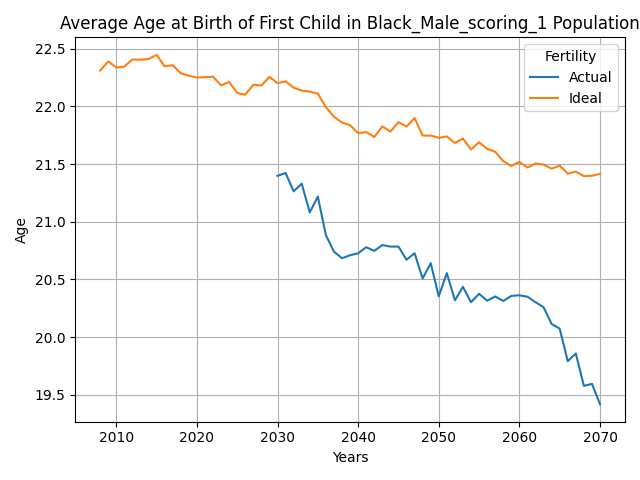 Average Age at Birth of First Child in Black_Male_scoring_1 Population
Fertility
Actual
Ideal
Age
22.5
22.0
21.5
21.0
20.5
20.0
19.5
2010 2020 2030 2040 2050 2060 2070
Years